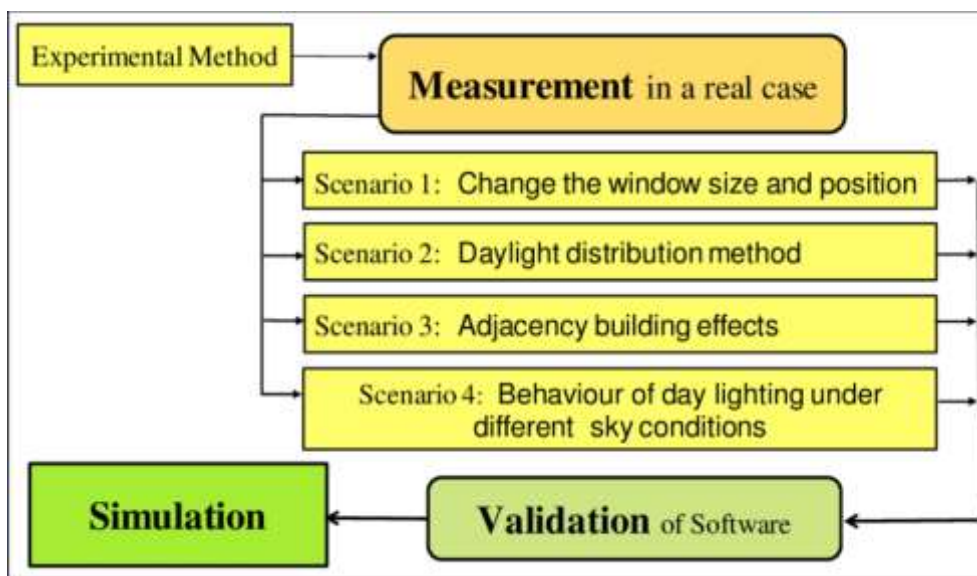 Experimental Method
Measurement in a real case
Scenario 1: Change the window size and position
Scenario 2: Daylight distribution method
Scenario 3: Adjacency building effects
Scenario 4: Behaviour of day lighting under
different sky conditions
Simulation
Validation of Software